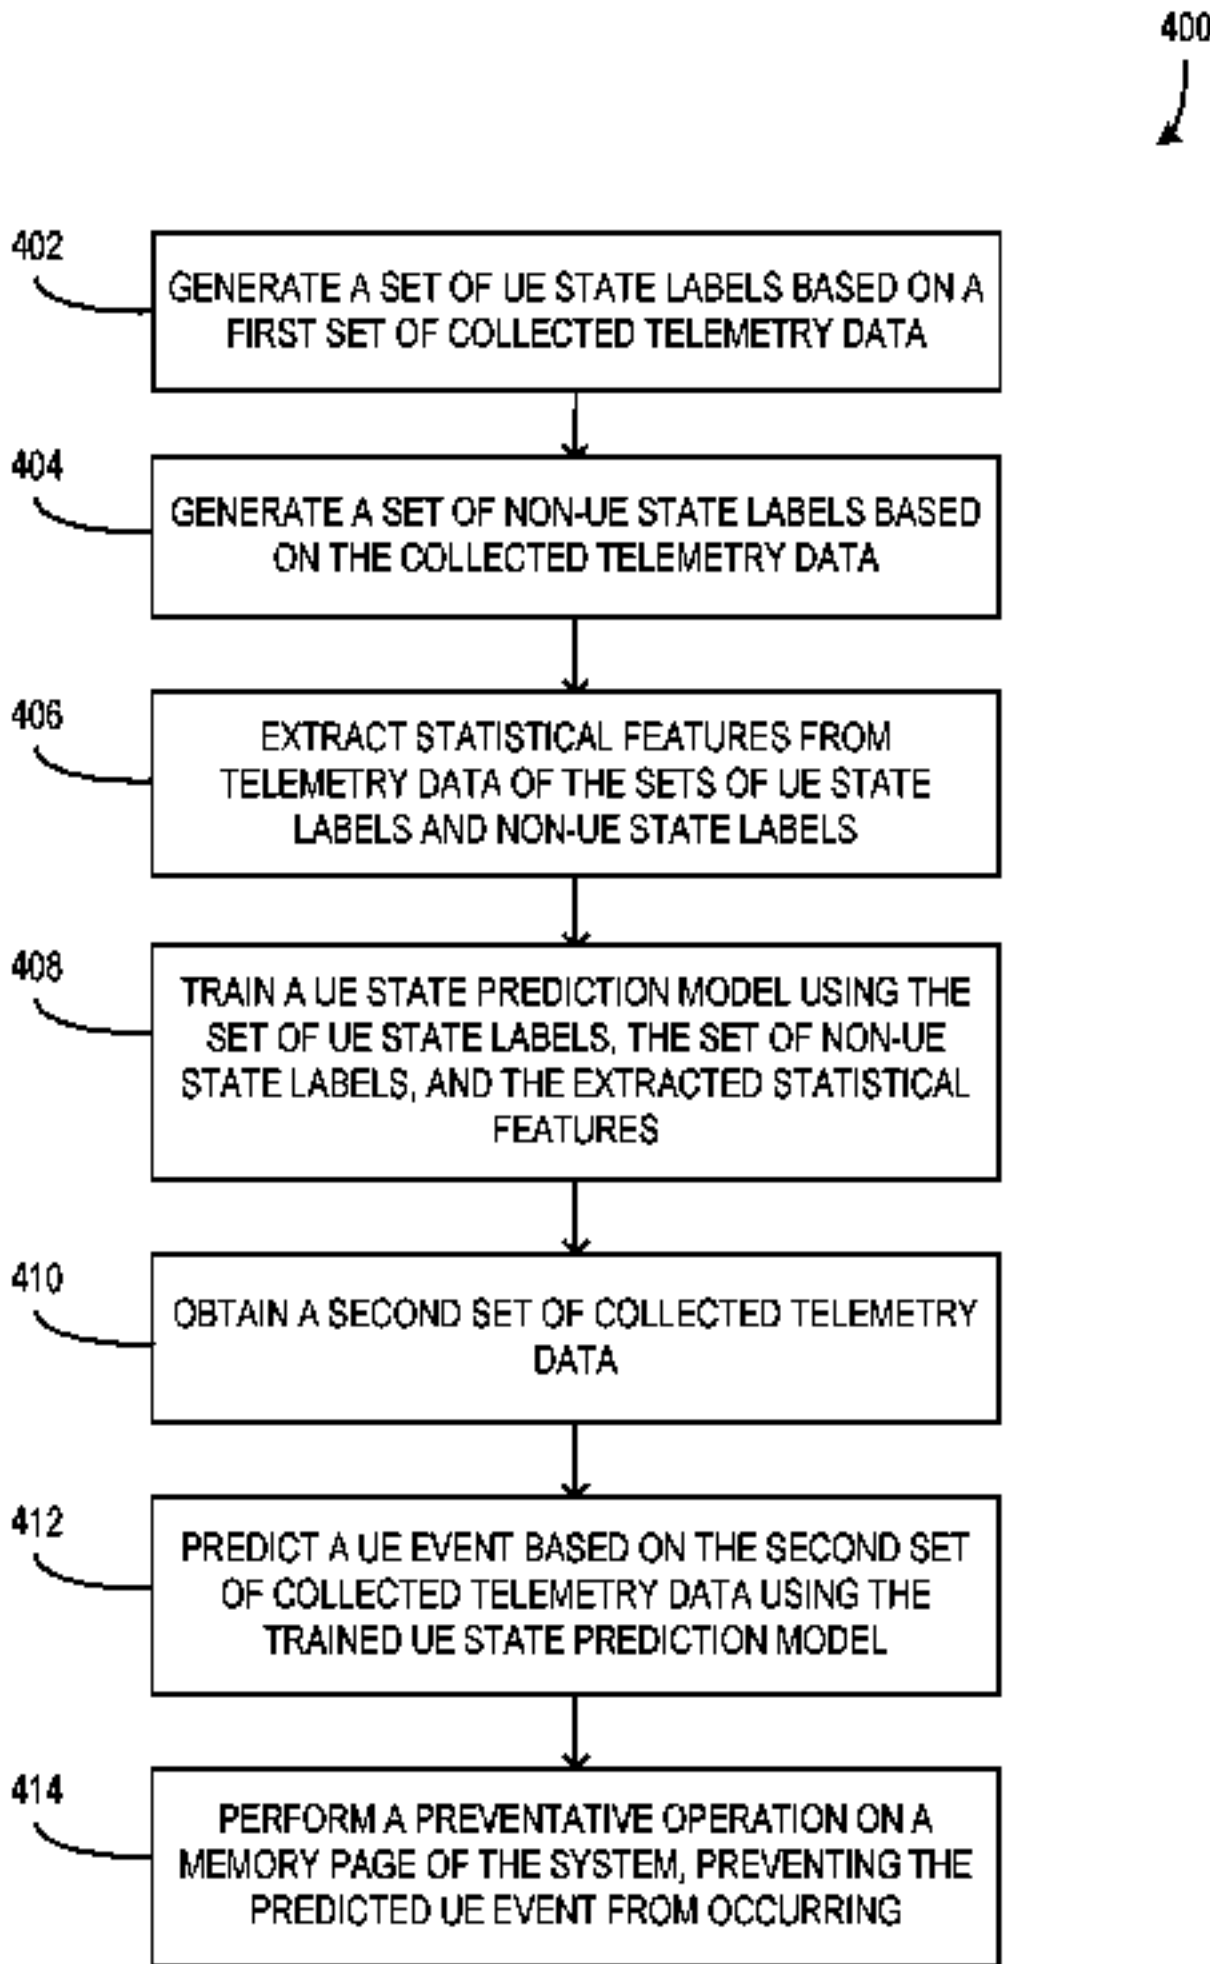 400
402
GENERATE A SET OF UE STATE LABELS BASED ON A
FIRST SET OF COLLECTED TELEMETRY DATA
404
GENERATE A SET OF NON-UE STATE LABELS BASED
ON THE COLLECTED TELEMETRY DATA
406
EXTRACT STATISTICAL FEATURES FROM
TELEMETRY DATA OF THE SETS OF UE STATE
LABELS AND NON-UE STATE LABELS
408
TRAIN A UE STATE PREDICTION MODEL USING THE
SET OF UE STATE LABELS, THE SET OF NON-UE
STATE LABELS, AND THE EXTRACTED STATISTICAL
FEATURES
410
OBTAIN A SECOND SET OF COLLECTED TELEMETRY
DATA
412
PREDICT A UE EVENT BASED ON THE SECOND SET
OF COLLECTED TELEMETRY DATA USING THE
TRAINED UE STATE PREDICTION MODEL
414
PERFORM A PREVENTATIVE OPERATION ON A
MEMORY PAGE OF THE SYSTEM, PREVENTING THE
PREDICTED UE EVENT FROM OCCURRING